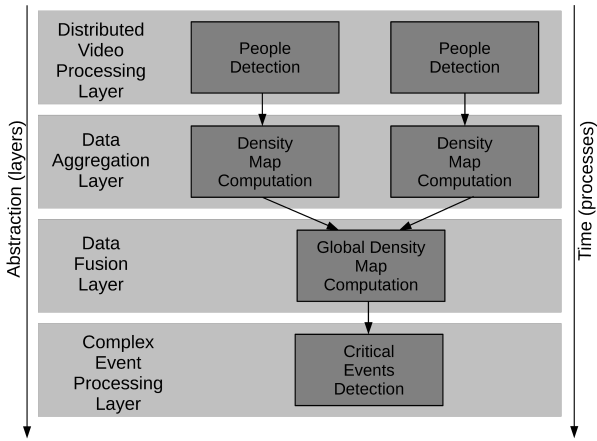 Distributed
Video
Processing
Layer
People
Detection
People
Detection
Data
Aggregation
Layer
Density
Map
Computation
Density
Map
Computation
Data
Fusion
Layer
Global Density
Map
Computation
Complex
Event
Processing
Layer
Critical
Events
Detection
Abstraction (layers)
Time (processes)